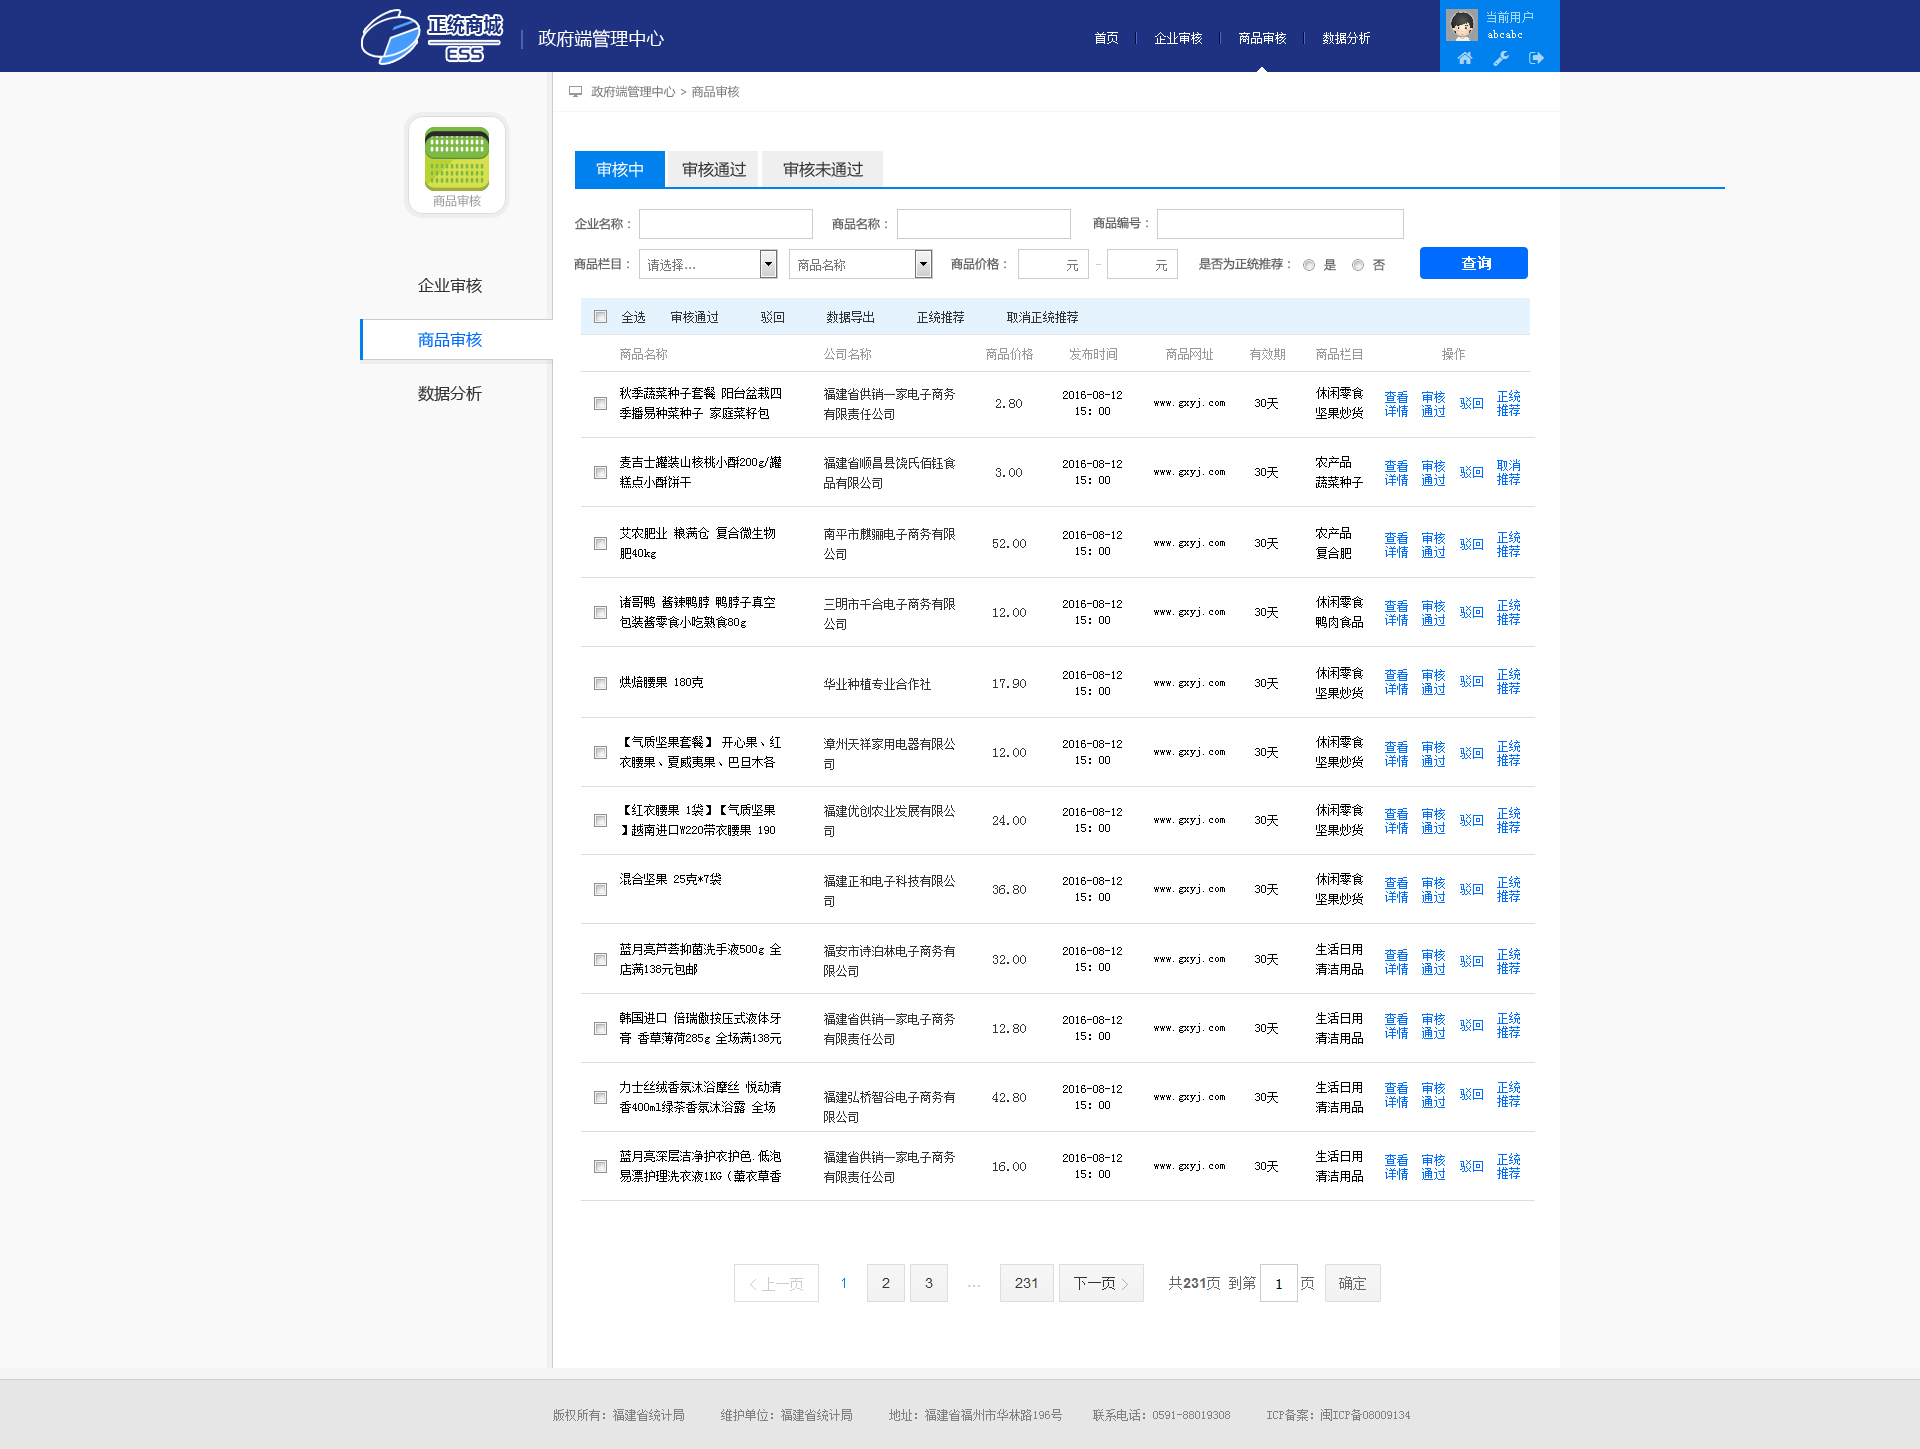 正统商城
ESS
政府端管理中心
首页
企业审核
商品审核
数据分析
当前用户
abcabc
政府端管理中心 > 商品审核
商品审核
企业审核
商品审核
数据分析
审核中
审核通过
审核未通过
企业名称：
商品名称：
商品编号：
商品栏目：
请选择...
商品名称
商品价格：
元
-
元
是否为正统推荐：
是
否
查询
全选
审核通过
驳回
数据导出
正统推荐
取消正统推荐
商品名称 公司名称 商品价格 发布时间 商品网址 有效期 商品栏目 操作
秋季蔬菜种子套餐 阳台盆栽四 福建省供销一家电子商务 2.80 2016-08-12 www.gxyj.com 30天 休闲零食 查看 审核 驳回 正统
季播易种菜种子 家庭菜籽包 有限责任公司 15: 00 坚果炒货 详情 通过 推荐
麦吉士罐装山核桃小酥200g/罐 福建省顺昌县饶氏佰钰食 3.00 2016-08-12 www.gxyj.com 30天 农产品 查看 审核 驳回 取消
糕点小酥饼干 品有限公司 15: 00 蔬菜种子 详情 通过 推荐
艾农肥业 粮满仓 复合微生物 南平市麒骊电子商务有限 52.00 2016-08-12 www.gxyj.com 30天 农产品 查看 审核 驳回 正统
肥40kg 公司 15: 00 复合肥 详情 通过 推荐
诸哥鸭 酱辣鸭脖 鸭脖子真空 三明市千合电子商务有限 12.00 2016-08-12 www.gxyj.com 30天 休闲零食 查看 审核 驳回 正统
包装酱零食小吃熟食80g 公司 15: 00 鸭肉食品 详情 通过 推荐
烘焙腰果 180克 华业种植专业合作社 17.90 2016-08-12 www.gxyj.com 30天 休闲零食 查看 审核 驳回 正统
15: 00 坚果炒货 详情 通过 推荐
【气质坚果套餐】 开心果、红 漳州天祥家用电器有限公 12.00 2016-08-12 www.gxyj.com 30天 休闲零食 查看 审核 驳回 正统
衣腰果、夏威夷果、巴旦木各 司 15: 00 坚果炒货 详情 通过 推荐
【红衣腰果 1袋】【气质坚果 福建优创农业发展有限公 24.00 2016-08-12 www.gxyj.com 30天 休闲零食 查看 审核 驳回 正统
】越南进口W220带衣腰果 190 司 15: 00 坚果炒货 详情 通过 推荐
混合坚果 25克*7袋 福建正和电子科技有限公 36.80 2016-08-12 www.gxyj.com 30天 休闲零食 查看 审核 驳回 正统
司 15: 00 坚果炒货 详情 通过 推荐
蓝月亮芦荟抑菌洗手液500g 全 福安市诗泊林电子商务有 32.00 2016-08-12 www.gxyj.com 30天 生活日用 查看 审核 驳回 正统
店满138元包邮 限公司 15: 00 清洁用品 详情 通过 推荐
韩国进口 倍瑞傲按压式液体牙 福建省供销一家电子商务 12.80 2016-08-12 www.gxyj.com 30天 生活日用 查看 审核 驳回 正统
膏 香草薄荷285g 全场满138元 有限责任公司 15: 00 清洁用品 详情 通过 推荐
力士丝绒香氛沐浴摩丝 悦动清 福建弘桥智谷电子商务有 42.80 2016-08-12 www.gxyj.com 30天 生活日用 查看 审核 驳回 正统
香400ml绿茶香氛沐浴露 全场 限公司 15: 00 清洁用品 详情 通过 推荐
蓝月亮深层洁净护衣护色.低泡 福建省供销一家电子商务 16.00 2016-08-12 www.gxyj.com 30天 生活日用 查看 审核 驳回 正统
易漂护理洗衣液1KG（薰衣草香 有限责任公司 15: 00 清洁用品 详情 通过 推荐
上一页 1 2 3 ... 231 下一页 共231页 到第 1 页 确定
版权所有：福建省统计局 维护单位：福建省统计局 地址：福建省福州市华林路196号 联系电话：0591-88019308 ICP备案：闽ICP备08009134